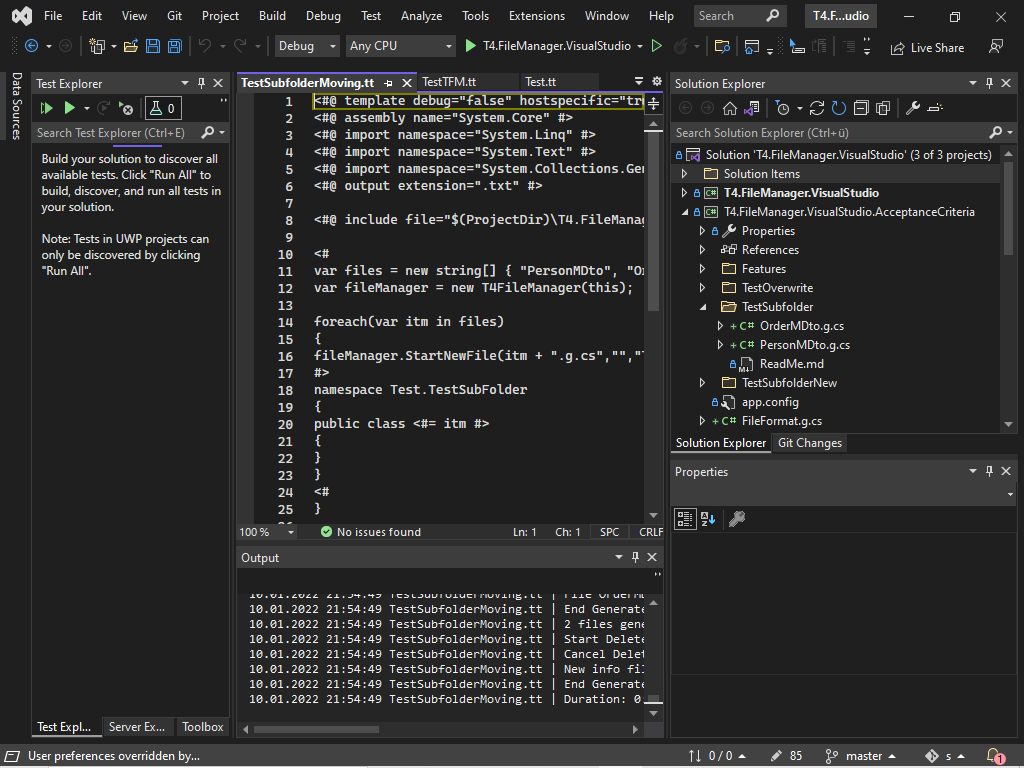 File Edit View Git Project Build Debug Test Analyze Tools Extensions Window Help Search T4.F...udio
Debug Any CPU T4.FileManager.VisualStudio Live Share
Data Sources
Test Explorer
0
Search Test Explorer (Ctrl+E)
Build your solution to discover all
available tests. Click "Run All" to
build, discover, and run all tests in
your solution.
Note: Tests in UWP projects can
only be discovered by clicking
"Run All".
Test Expl... Server Ex... Toolbox
TestSubfolderMoving.tt TestTFM.tt Test.tt
1 <#@ template debug="false" hostspecific="tr
2 <#@ assembly name="System.Core" #>
3 <#@ import namespace="System.Linq" #>
4 <#@ import namespace="System.Text" #>
5 <#@ import namespace="System.Collections.Gen
6 <#@ output extension=".txt" #>
7
8 <#@ include file="$(ProjectDir)\T4.FileManag
9
10 <#
11 var files = new string[] { "PersonMDto", "Or
12 var fileManager = new T4FileManager(this);
13
14 foreach(var itm in files)
15 {
16 fileManager.StartNewFile(itm + ".g.cs","","T
17 #>
18 namespace Test.TestSubFolder
19 {
20 public class <#= itm #>
21 {
22 }
23 }
24 <#
25 }
100 % No issues found Ln: 1 Ch: 1 SPC CRLF
Output
10.01.2022 21:54:49 TestSubfolderMoving.tt | File OrderM
10.01.2022 21:54:49 TestSubfolderMoving.tt | End Generate
10.01.2022 21:54:49 TestSubfolderMoving.tt | 2 files gene
10.01.2022 21:54:49 TestSubfolderMoving.tt | Start Delete
10.01.2022 21:54:49 TestSubfolderMoving.tt | Cancel Delet
10.01.2022 21:54:49 TestSubfolderMoving.tt | New info fil
10.01.2022 21:54:49 TestSubfolderMoving.tt | End Generate
10.01.2022 21:54:49 TestSubfolderMoving.tt | Duration: 0
Solution Explorer
Search Solution Explorer (Ctrl+ü)
Solution 'T4.FileManager.VisualStudio' (3 of 3 projects)
Solution Items
C# T4.FileManager.VisualStudio
C# T4.FileManager.VisualStudio.AcceptanceCriteria
Properties
References
Features
TestOverwrite
TestSubfolder
+ C# OrderMDto.g.cs
+ C# PersonMDto.g.cs
ReadMe.md
TestSubfolderNew
app.config
+ C# FileFormat.g.cs
Solution Explorer Git Changes
Properties
User preferences overridden by... 0 / 0 85 master s 1